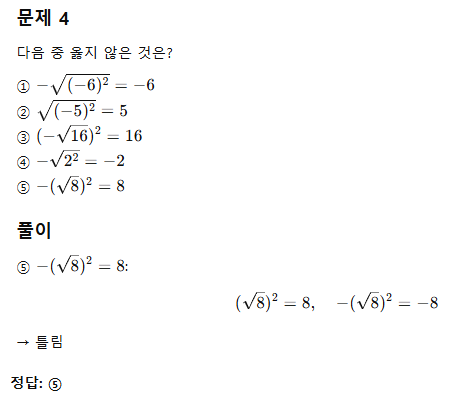 문제 4
다음 중 옳지 않은 것은?
① −√(−6)² = −6
② √(−5)² = 5
③ (−√16)² = 16
④ −√2² = −2
⑤ −(√8)² = 8
풀이
⑤ −(√8)² = 8:
(√8)² = 8, −(√8)² = −8
→ 틀림
정답: ⑤